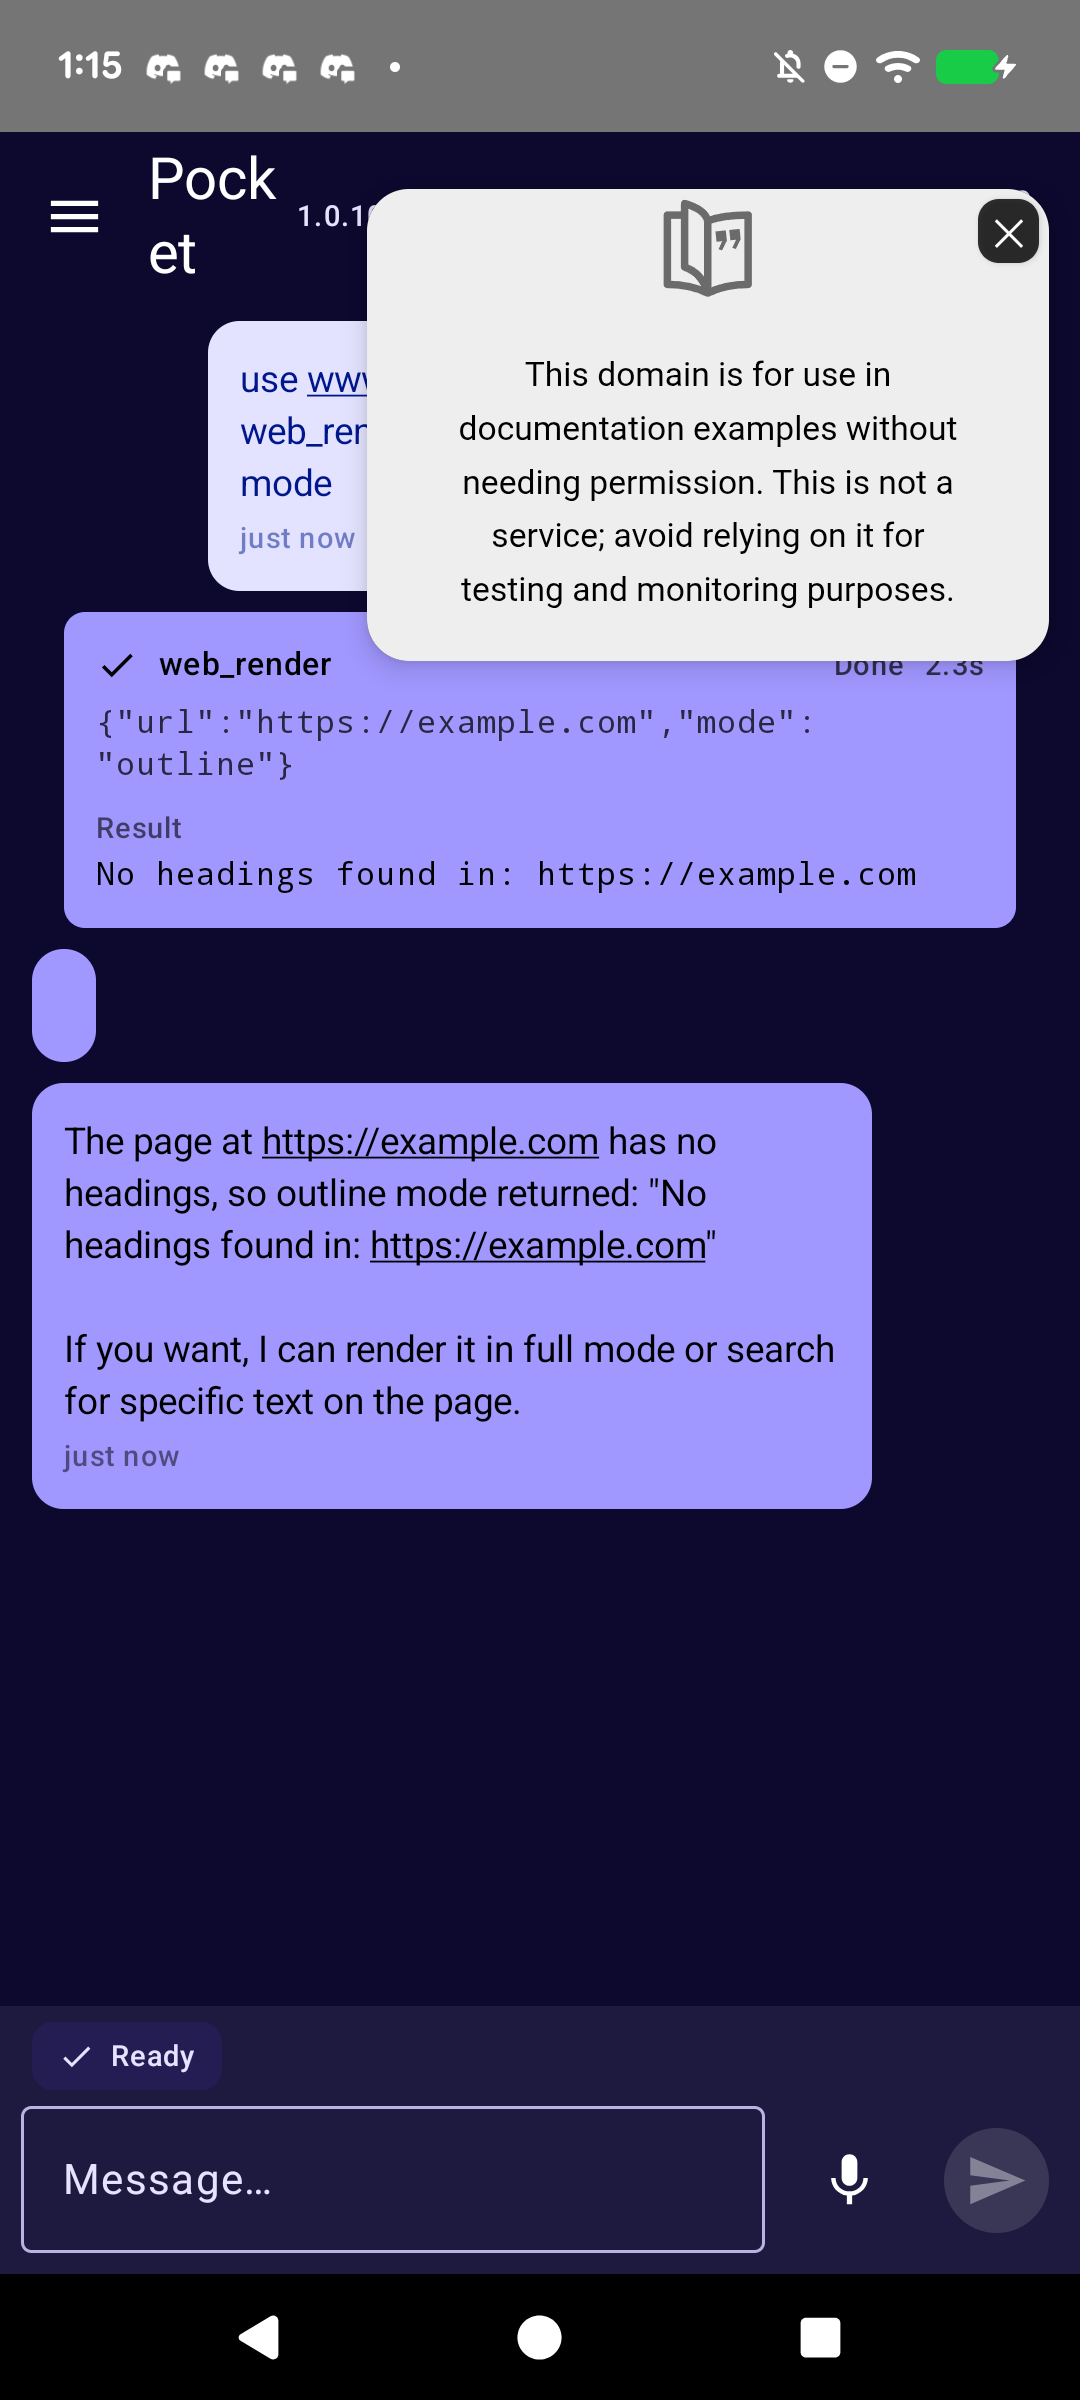 1:15
Pock
et
1.0.1
This domain is for use in
documentation examples without
needing permission. This is not a
service; avoid relying on it for
testing and monitoring purposes.
use
mode
just now
web_render
Done 2.3s
{"url":"https://example.com","mode":
"outline"}
Result
No headings found in: https://example.com
The page at https://example.com has no
headings, so outline mode returned: "No
headings found in: https://example.com"
If you want, I can render it in full mode or search
for specific text on the page.
just now
Ready
Message…